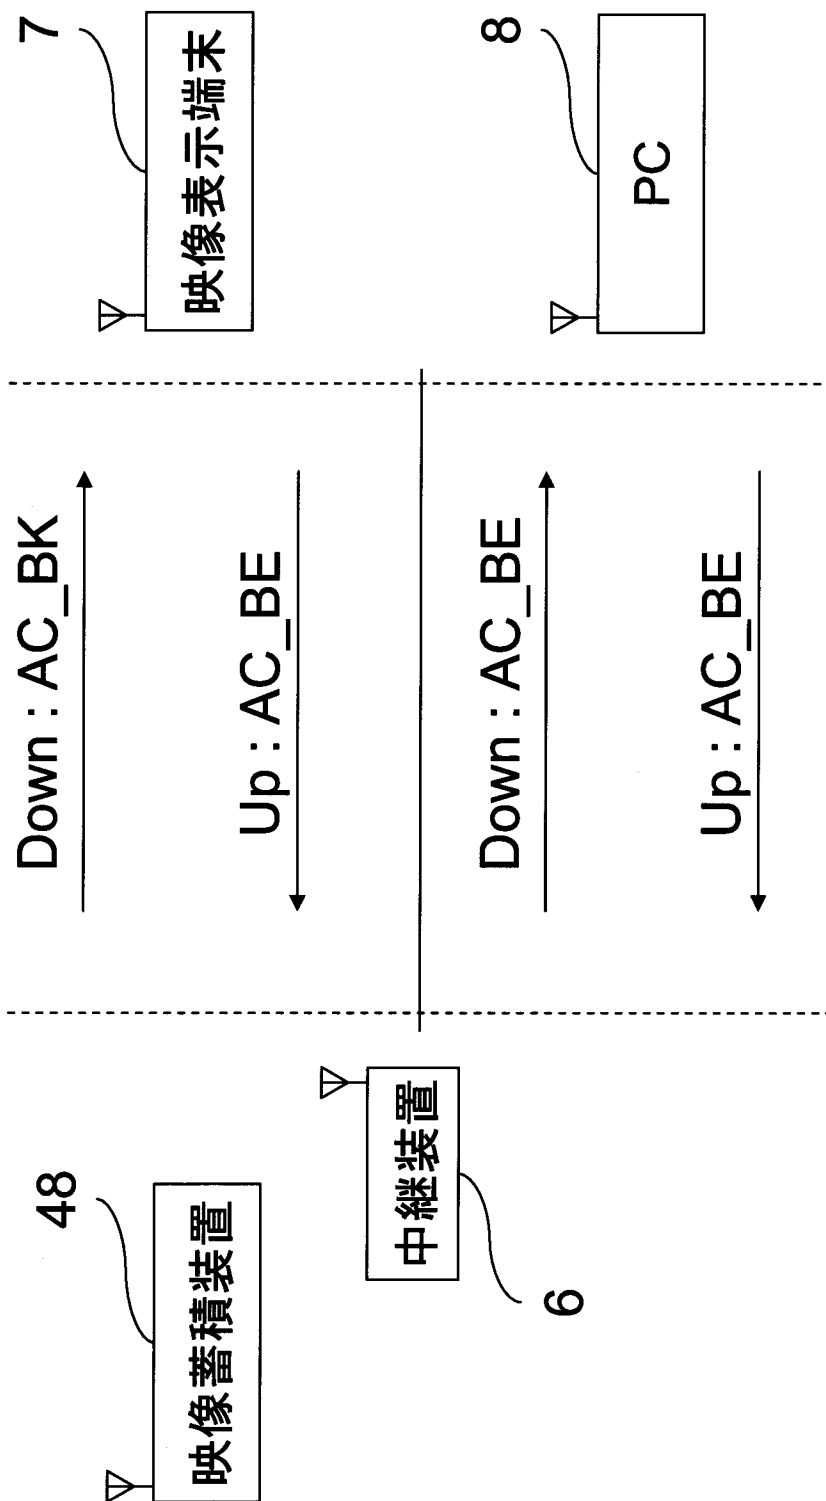 48
映像蓄積装置
中継装置
6
Down : AC_BK
Up : AC_BE
Down : AC_BE
Up : AC_BE
7
映像表示端末
8
PC